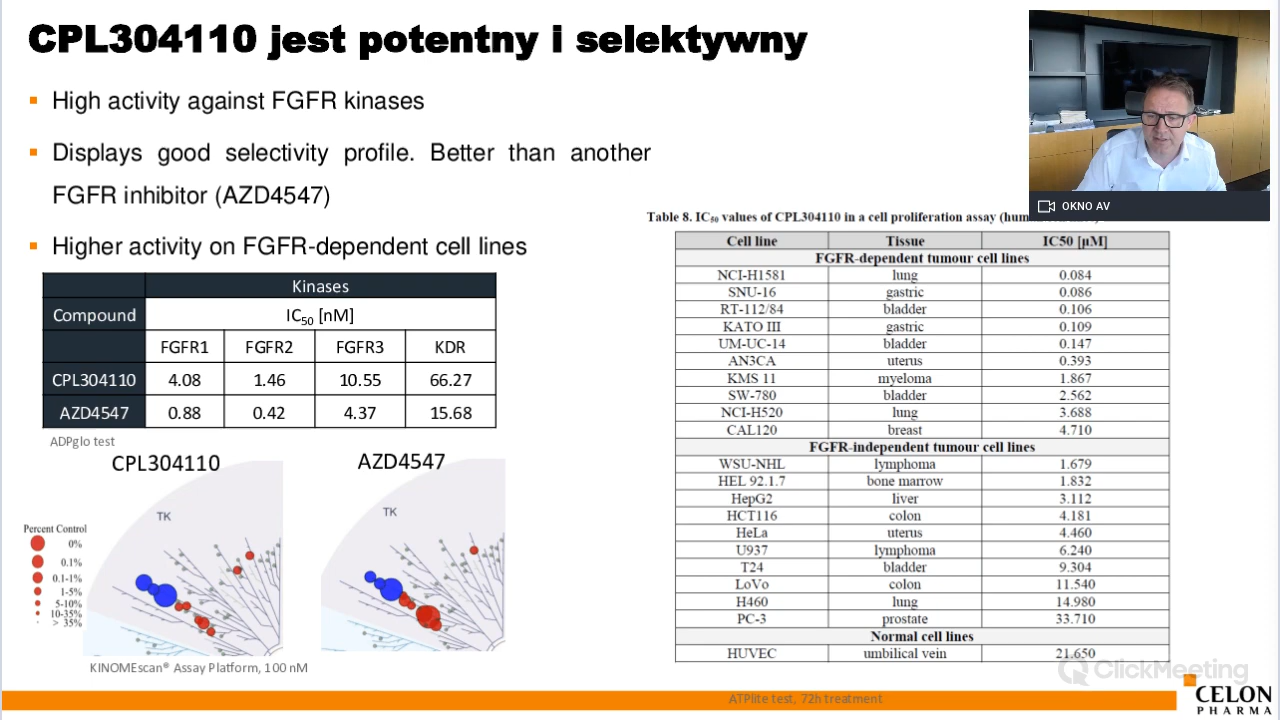 CPL304110 jest potentny i selektywny
▪ High activity against FGFR kinases
▪ Displays good selectivity profile. Better than another
FGFR inhibitor (AZD4547)
▪ Higher activity on FGFR-dependent cell lines
Kinases
Compound IC50 [nM]
FGFR1 FGFR2 FGFR3 KDR
CPL304110 4.08 1.46 10.55 66.27
AZD4547 0.88 0.42 4.37 15.68
ADPglo test
CPL304110
AZD4547
TK
TK
Percent Control
0%
0.1%
0.1-1%
1-5%
5-10%
10-35%
> 35%
KINOMEscan® Assay Platform, 100 nM
OKNO AV
Table 8. IC50 values of CPL304110 in a cell proliferation assay
Cell line Tissue IC50 [µM]
FGFR-dependent tumour cell lines
NCI-H1581 lung 0.084
SNU-16 gastric 0.086
RT-112/84 bladder 0.106
KATO III gastric 0.109
UM-UC-14 bladder 0.147
AN3CA uterus 0.393
KMS 11 myeloma 1.867
SW-780 bladder 2.562
NCI-H520 lung 3.688
CAL120 breast 4.710
FGFR-independent tumour cell lines
WSU-NHL lymphoma 1.679
HEL 92.1.7 bone marrow 1.832
HepG2 liver 3.112
HCT116 colon 4.181
HeLa uterus 4.460
U937 lymphoma 6.240
T24 bladder 9.304
LoVo colon 11.540
H460 lung 14.980
PC-3 prostate 33.710
Normal cell lines
HUVEC umbilical vein 21.650
ClickMeeting
ATPlite test, 72h treatment
CELON
PHARMA